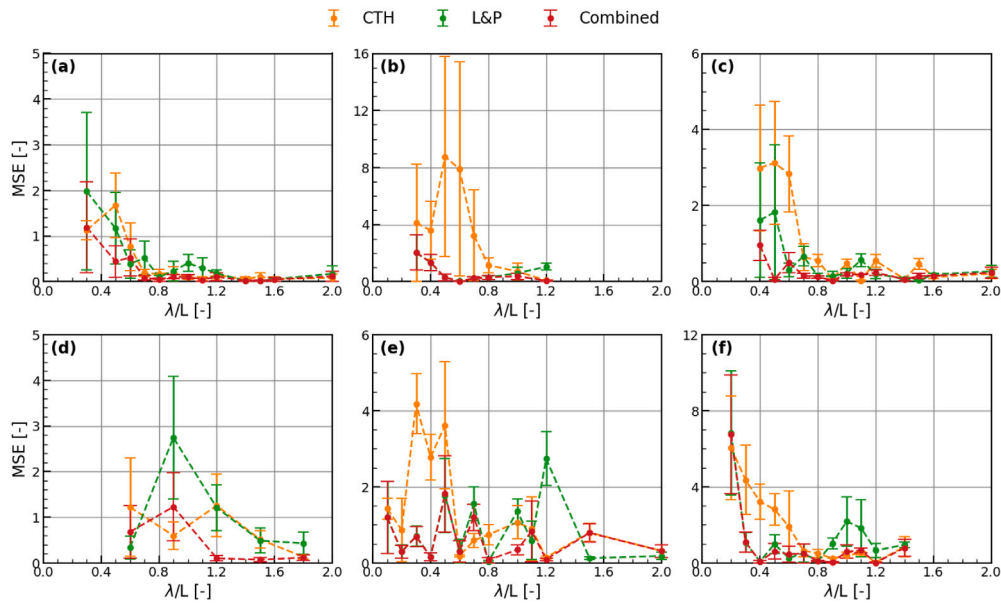 CTH L&P Combined
(a) (b) (c)
MSE [-]
5 4 3 2 1 0
16 12 8 4 0
6 4 2 0
0.0 0.4 0.8 1.2 1.6 2.0
0.0 0.4 0.8 1.2 1.6 2.0
0.0 0.4 0.8 1.2 1.6 2.0
λ/L [-] λ/L [-] λ/L [-]
(d) (e) (f)
MSE [-]
5 4 3 2 1 0
6 4 2 0
12 8 4 0
0.0 0.4 0.8 1.2 1.6 2.0
0.0 0.4 0.8 1.2 1.6 2.0
0.0 0.4 0.8 1.2 1.6 2.0
λ/L [-] λ/L [-] λ/L [-]